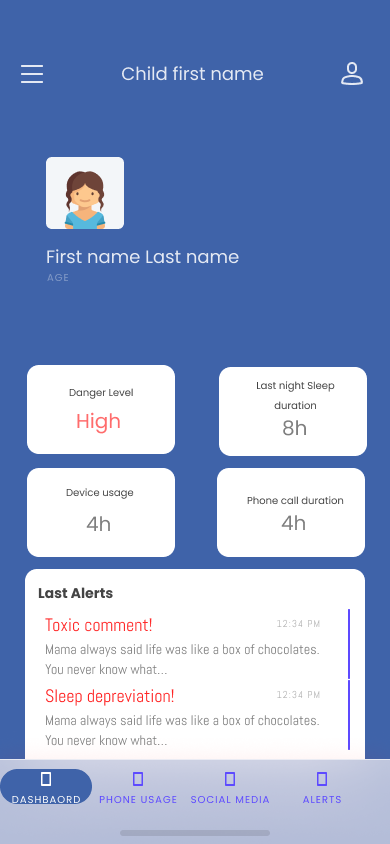 Child first name
First name Last name
AGE
Danger Level
High
Last night Sleep
duration
8h
Device usage
4h
Phone call duration
4h
Last Alerts
Toxic comment!
12:34 PM
Mama always said life was like a box of chocolates.
You never know what...
Sleep depreviation!
12:34 PM
Mama always said life was like a box of chocolates.
You never know what...
DASHBAORD
PHONE USAGE
SOCIAL MEDIA
ALERTS